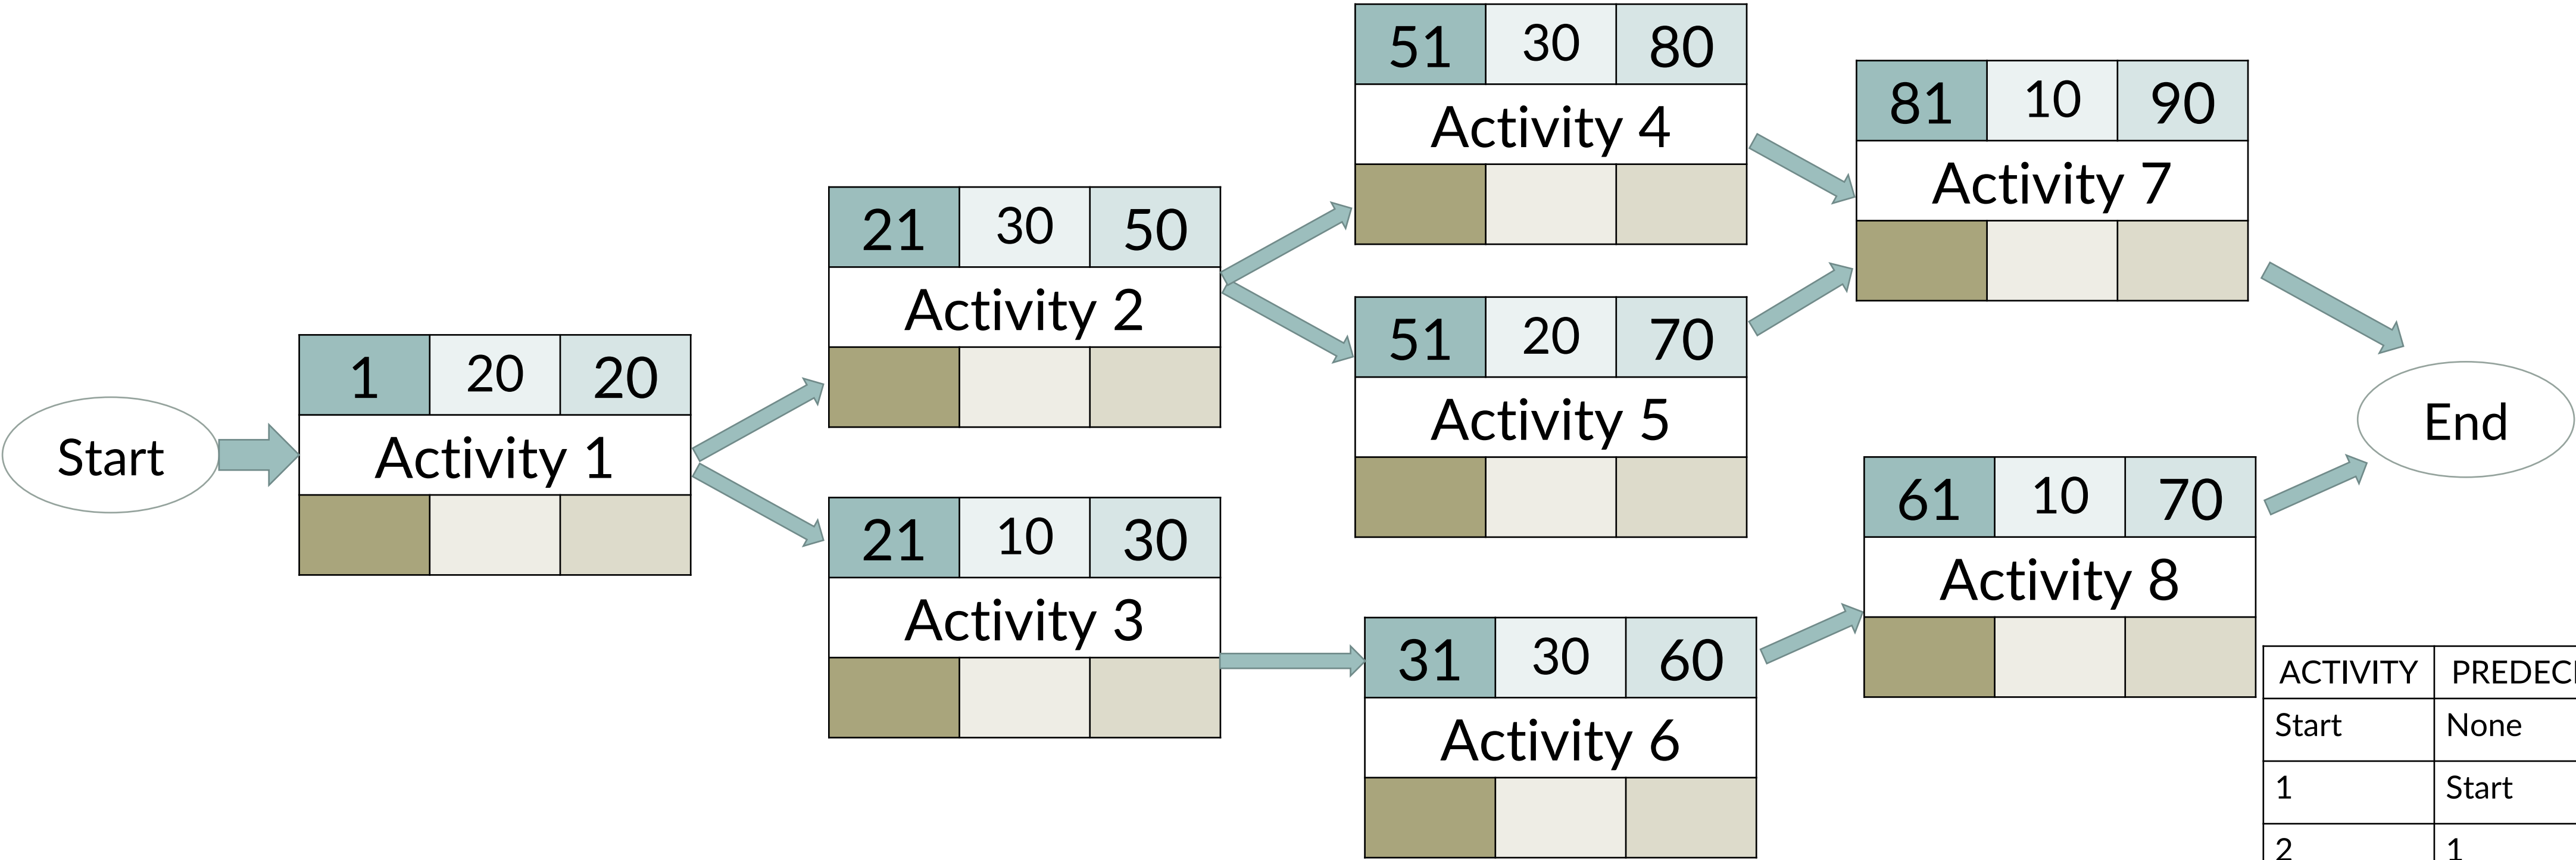 Start
1 20 20
Activity 1
21 30 50
Activity 2
21 10 30
Activity 3
51 30 80
Activity 4
51 20 70
Activity 5
31 30 60
Activity 6
81 10 90
Activity 7
61 10 70
Activity 8
End
ACTIVITY
Start None
1 Start
2 1